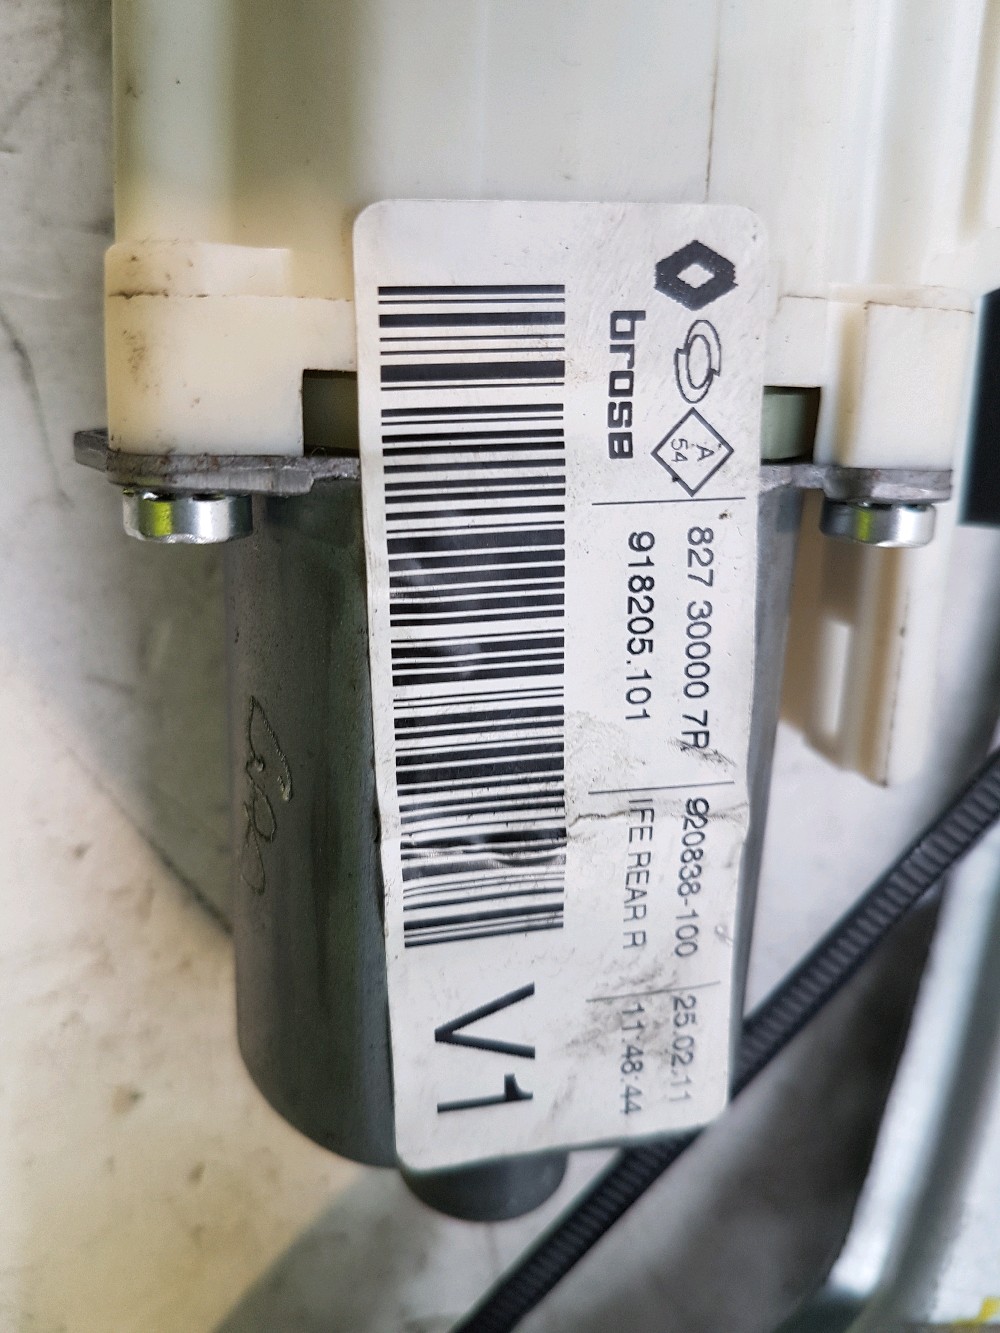 brose
A
54
827 30000 7R
918205.101
920838-100
IFE REAR R
25.02.11
11:48:44
V1